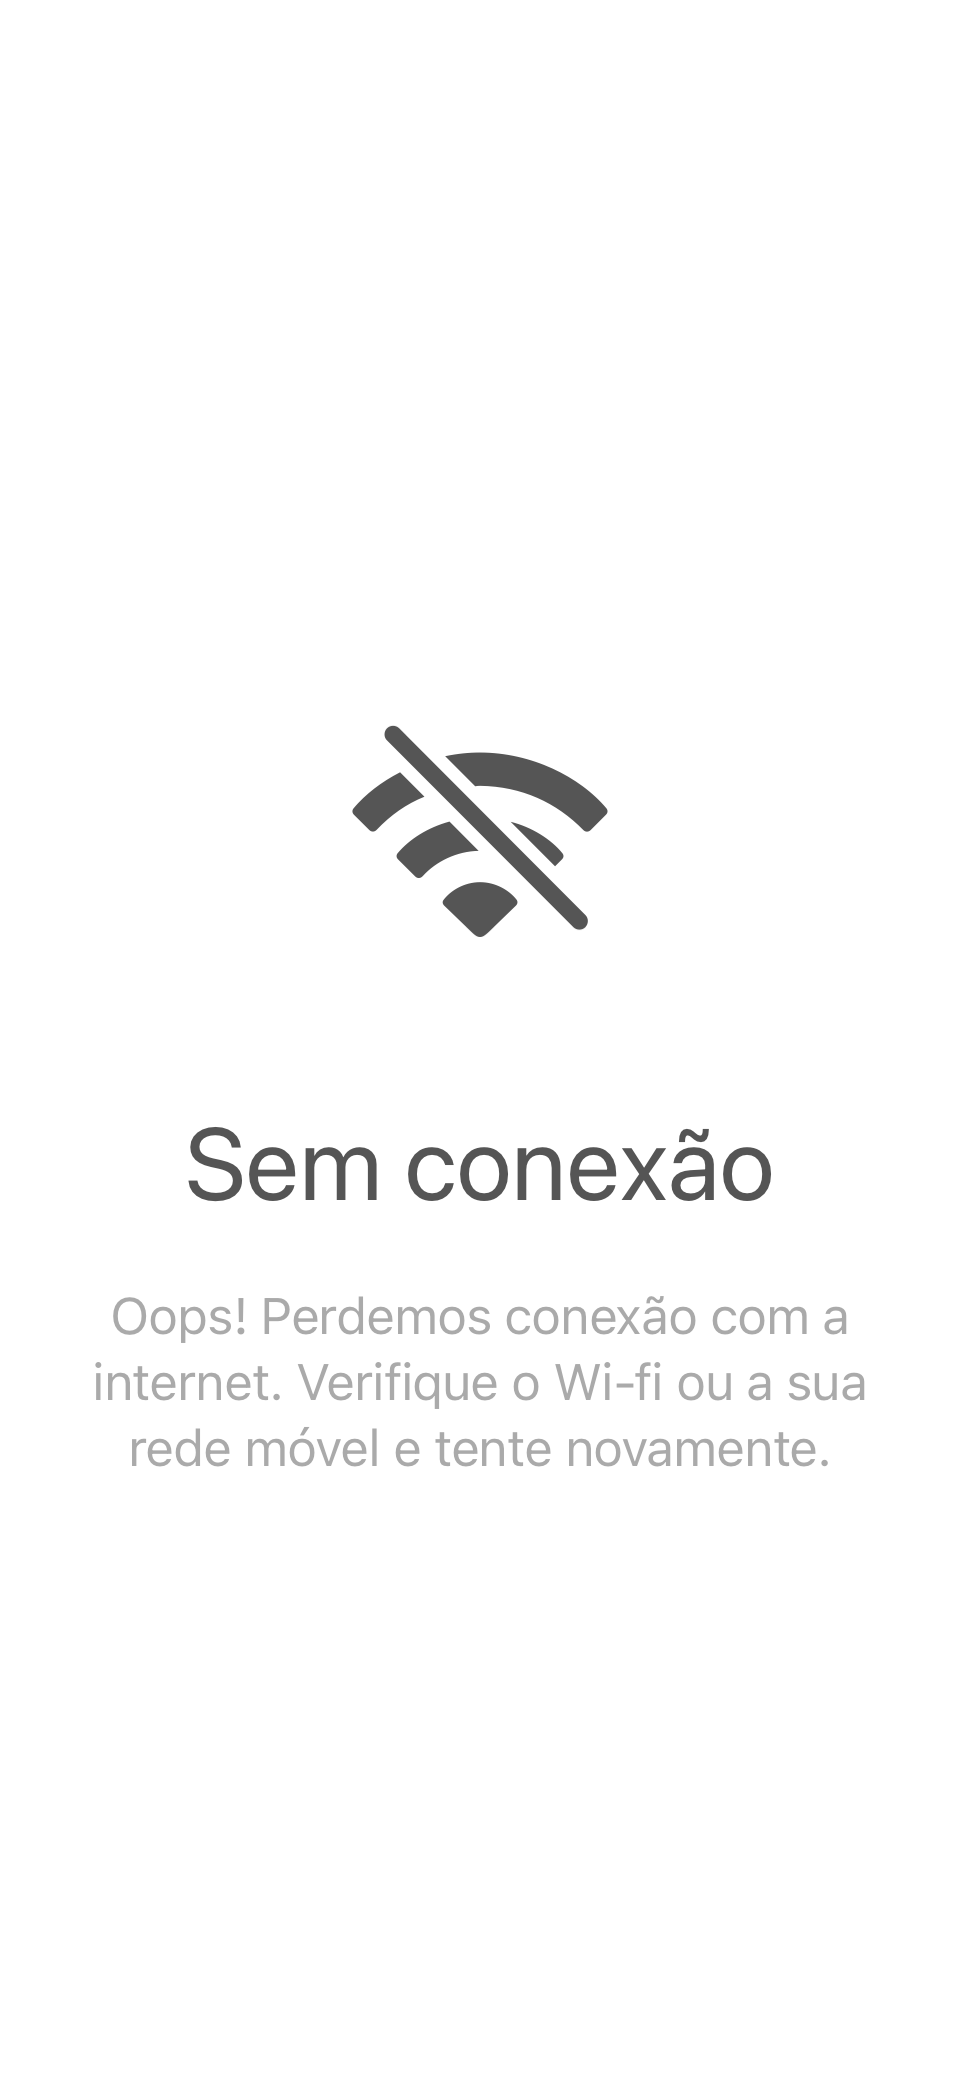 Sem conexão
Oops! Perdemos conexão com a
internet. Verifique o Wi-fi ou a sua
rede móvel e tente novamente.